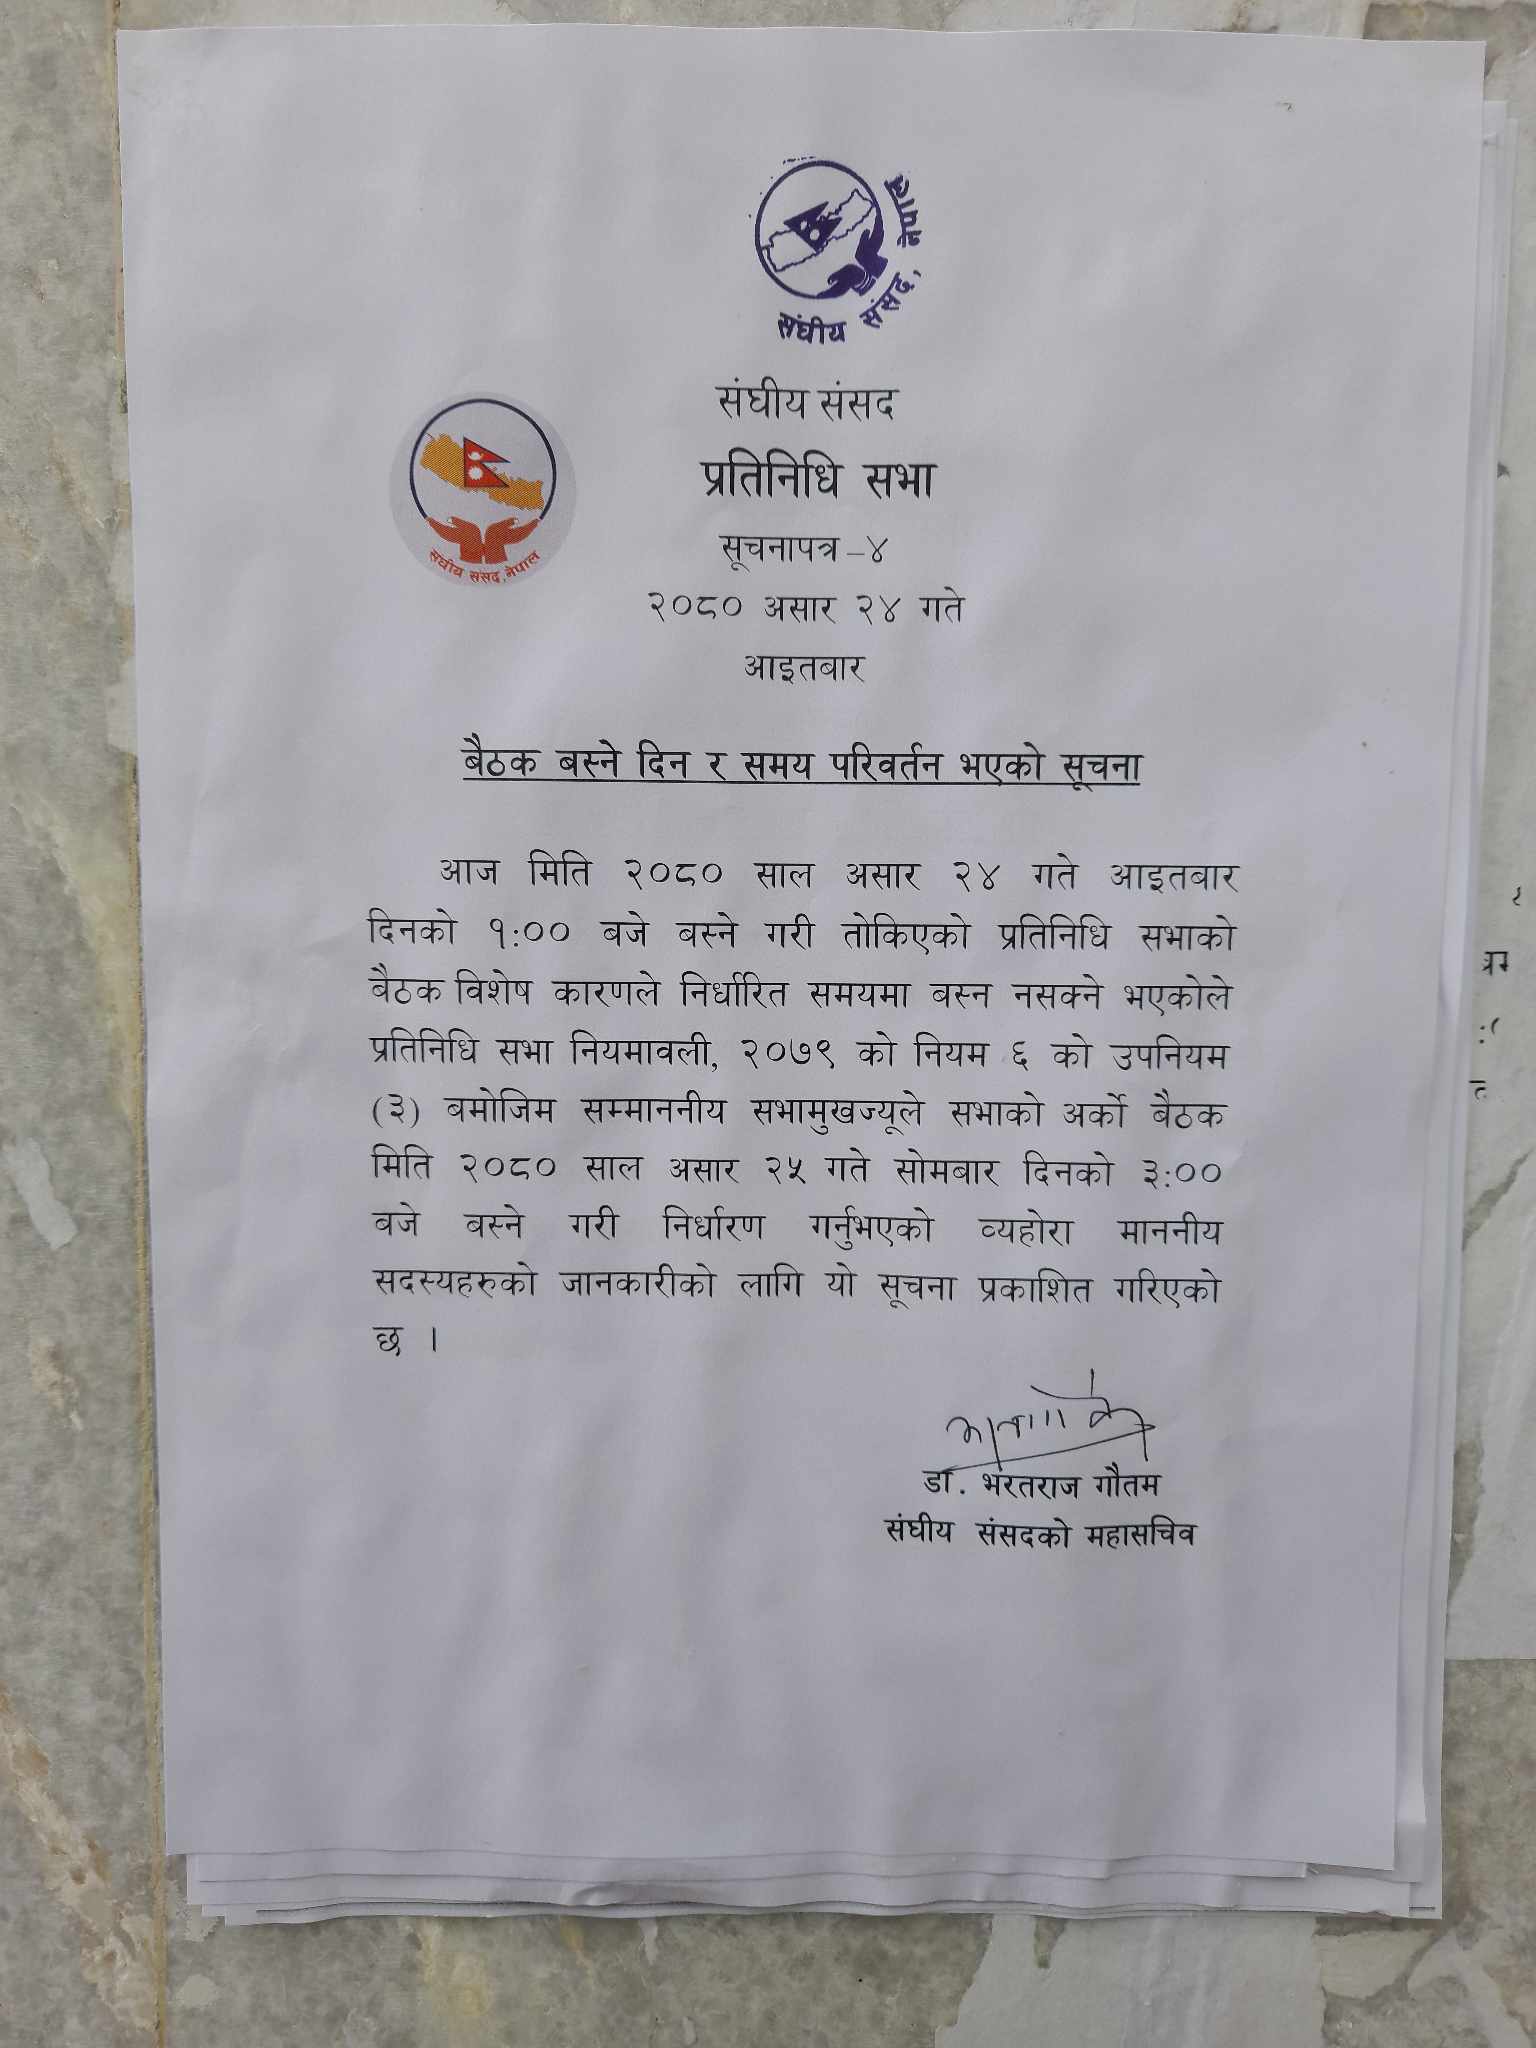 संघीय संसद, नेपाल
संघीय संसद
प्रतिनिधि सभा
सूचनापत्र -४
२०८० असार २४ गते
आइतबार
संघीय संसद, नेपाल
बैठक बस्ने दिन र समय परिवर्तन भएको सूचना
आज मिति २०८० साल असार २४ गते आइतबार
दिनको १:०० बजे बस्ने गरी तोकिएको प्रतिनिधि सभाको
बैठक विशेष कारणले निर्धारित समयमा बस्न नसक्ने भएकोले
प्रतिनिधि सभा नियमावली, २०७९ को नियम ६ को उपनियम
(३) बमोजिम सम्माननीय सभामुखज्यूले सभाको अर्को बैठक
मिति २०८० साल असार २५ गते सोमबार दिनको ३:००
बजे बस्ने गरी निर्धारण गर्नुभएको व्यहोरा माननीय
सदस्यहरुको जानकारीको लागि यो सूचना प्रकाशित गरिएको
छ ।
डा. भरतराज गौतम
संघीय संसदको महासचिव